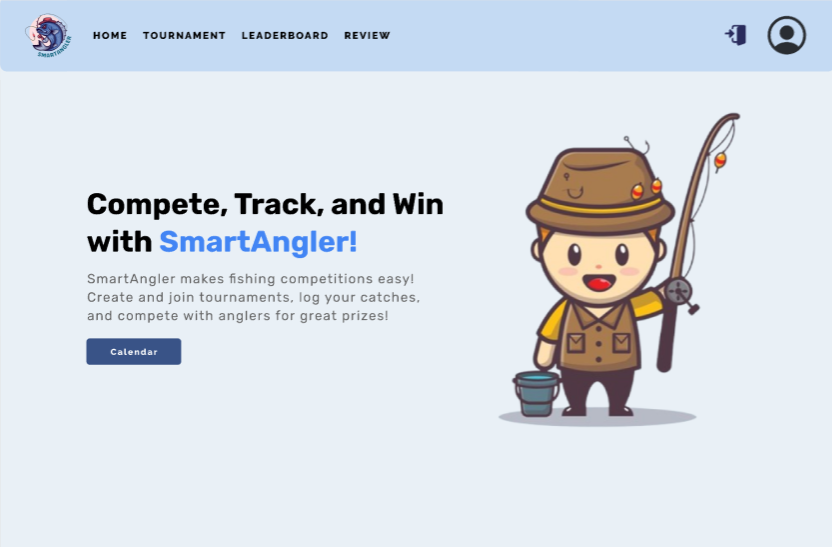 SMARTANGLER
HOME TOURNAMENT LEADERBOARD REVIEW
Compete, Track, and Win
with SmartAngler!
SmartAngler makes fishing competitions easy!
Create and join tournaments, log your catches,
and compete with anglers for great prizes!
Calendar